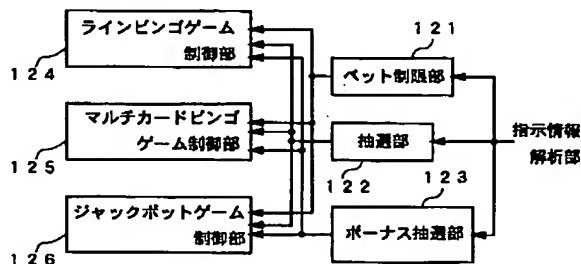 ラインビンゴゲーム
制御部
124
マルチカードビンゴ
ゲーム制御部
125
ジャックポットゲーム
制御部
126
121
ベット制限部
抽選部
122
123
ボーナス抽選部
指示情報
解析部